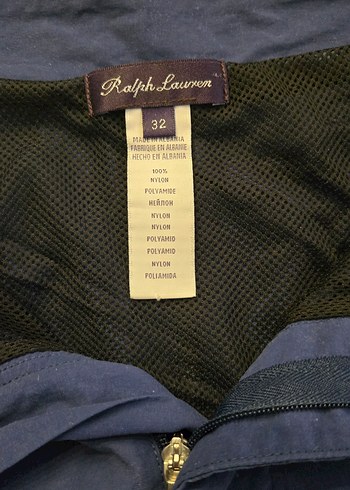 Ralph Lauren
32
MADE IN ALBANIA
FABRIQUE EN ALBANIE
HECHO EN ALBANIA
100%
NYLON
POLYAMIDE
НЕЙЛОН
NYLON
NYLON
POLYAMID
POLYAMID
NYLON
POLIAMIDA